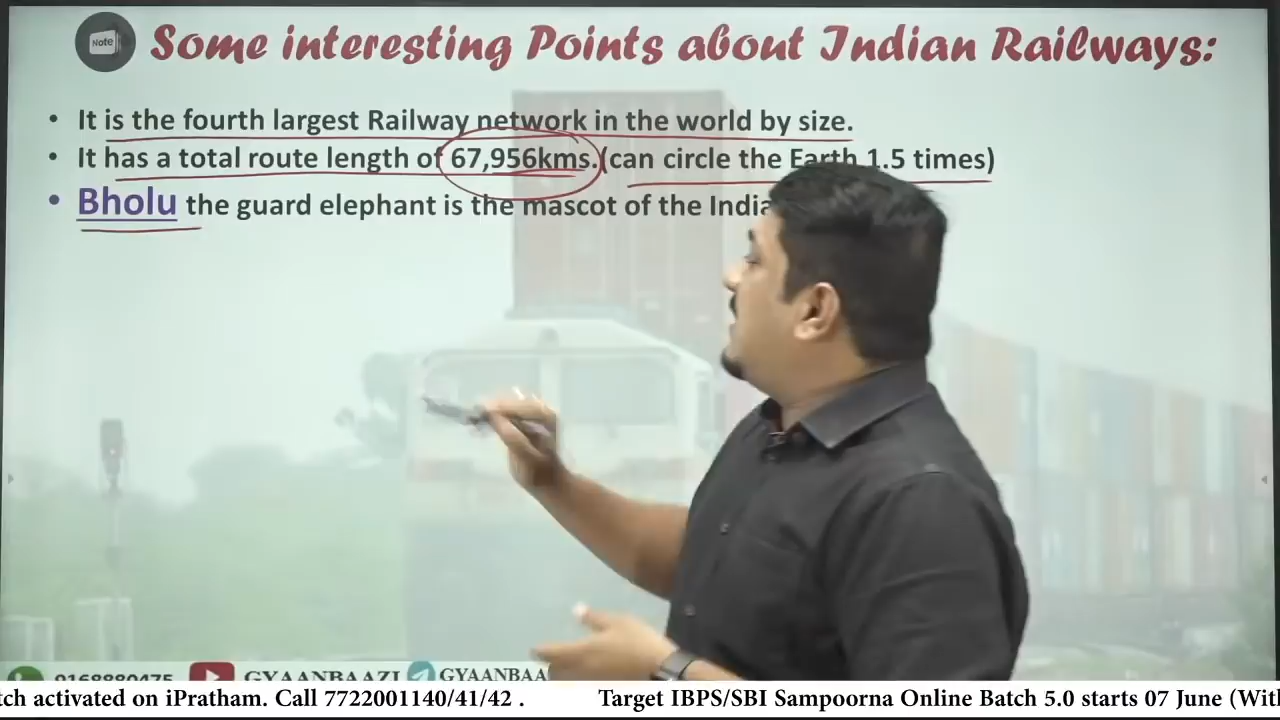 Note
Some interesting Points about Indian Railways:
• It is the fourth largest Railway network in the world by size.
• It has a total route length of 67,956kms.(can circle the Earth 1.5 times)
• Bholu the guard elephant is the mascot of the
9168880475 GYAANBAAZI GYAANBAA
activated on iPratham. Call 7722001140/41/42 . Target IBPS/SBI Sampoorna Online Batch 5.0 starts 07 June